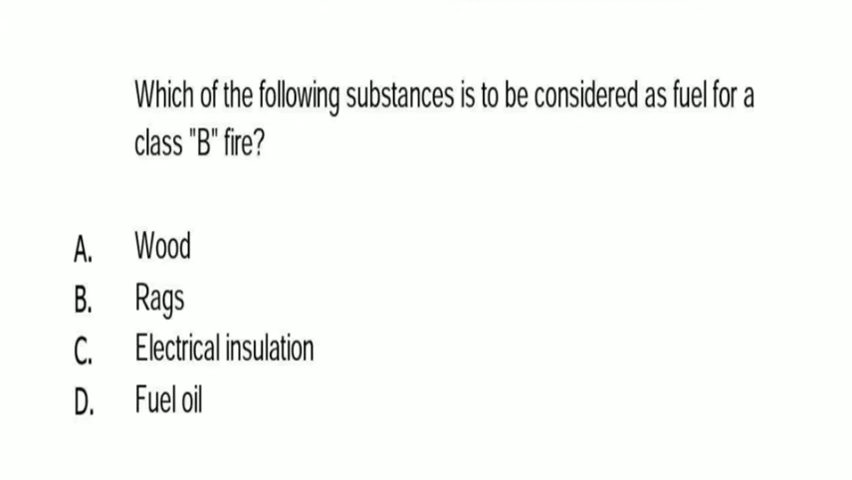 Which of the following substances is to be considered as fuel for a
class "B" fire?
A. Wood
B. Rags
C. Electrical insulation
D. Fuel oil